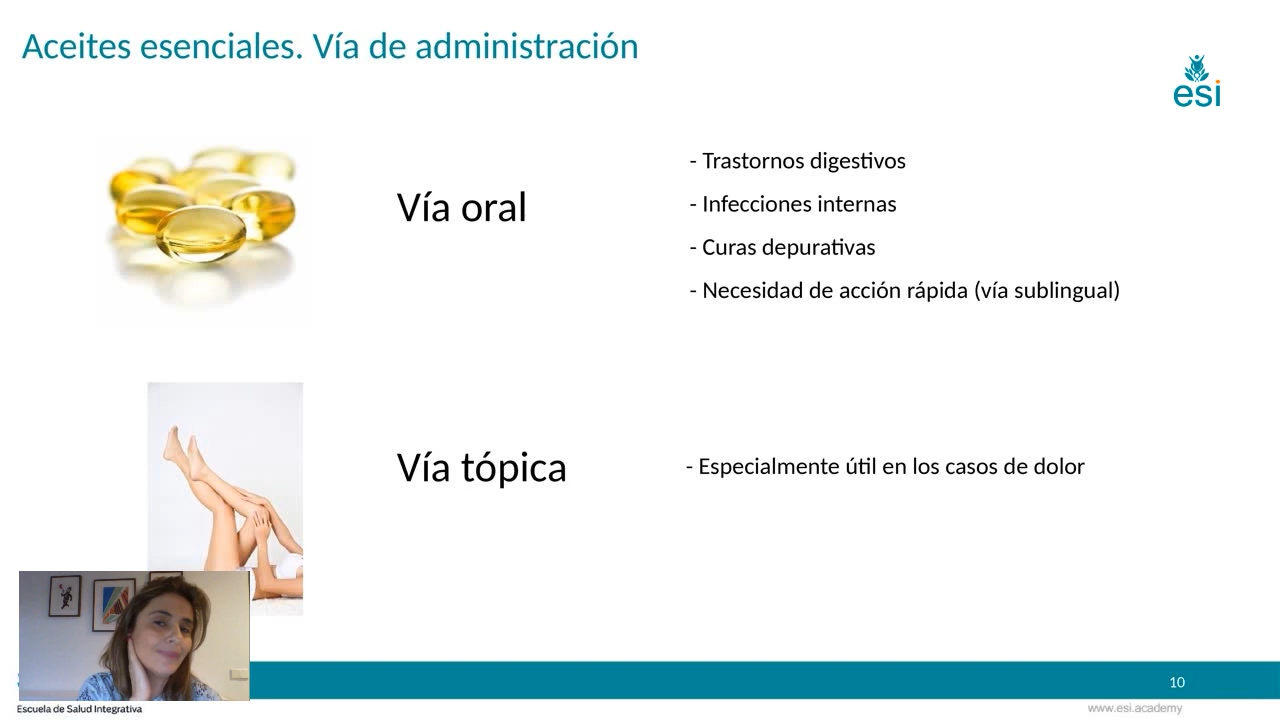 Aceites esenciales. Vía de administración
esi
Vía oral
- Trastornos digestivos
- Infecciones internas
- Curas depurativas
- Necesidad de acción rápida (vía sublingual)
Vía tópica
- Especialmente útil en los casos de dolor
10
Escuela de Salud Integrativa
www.esi.academy